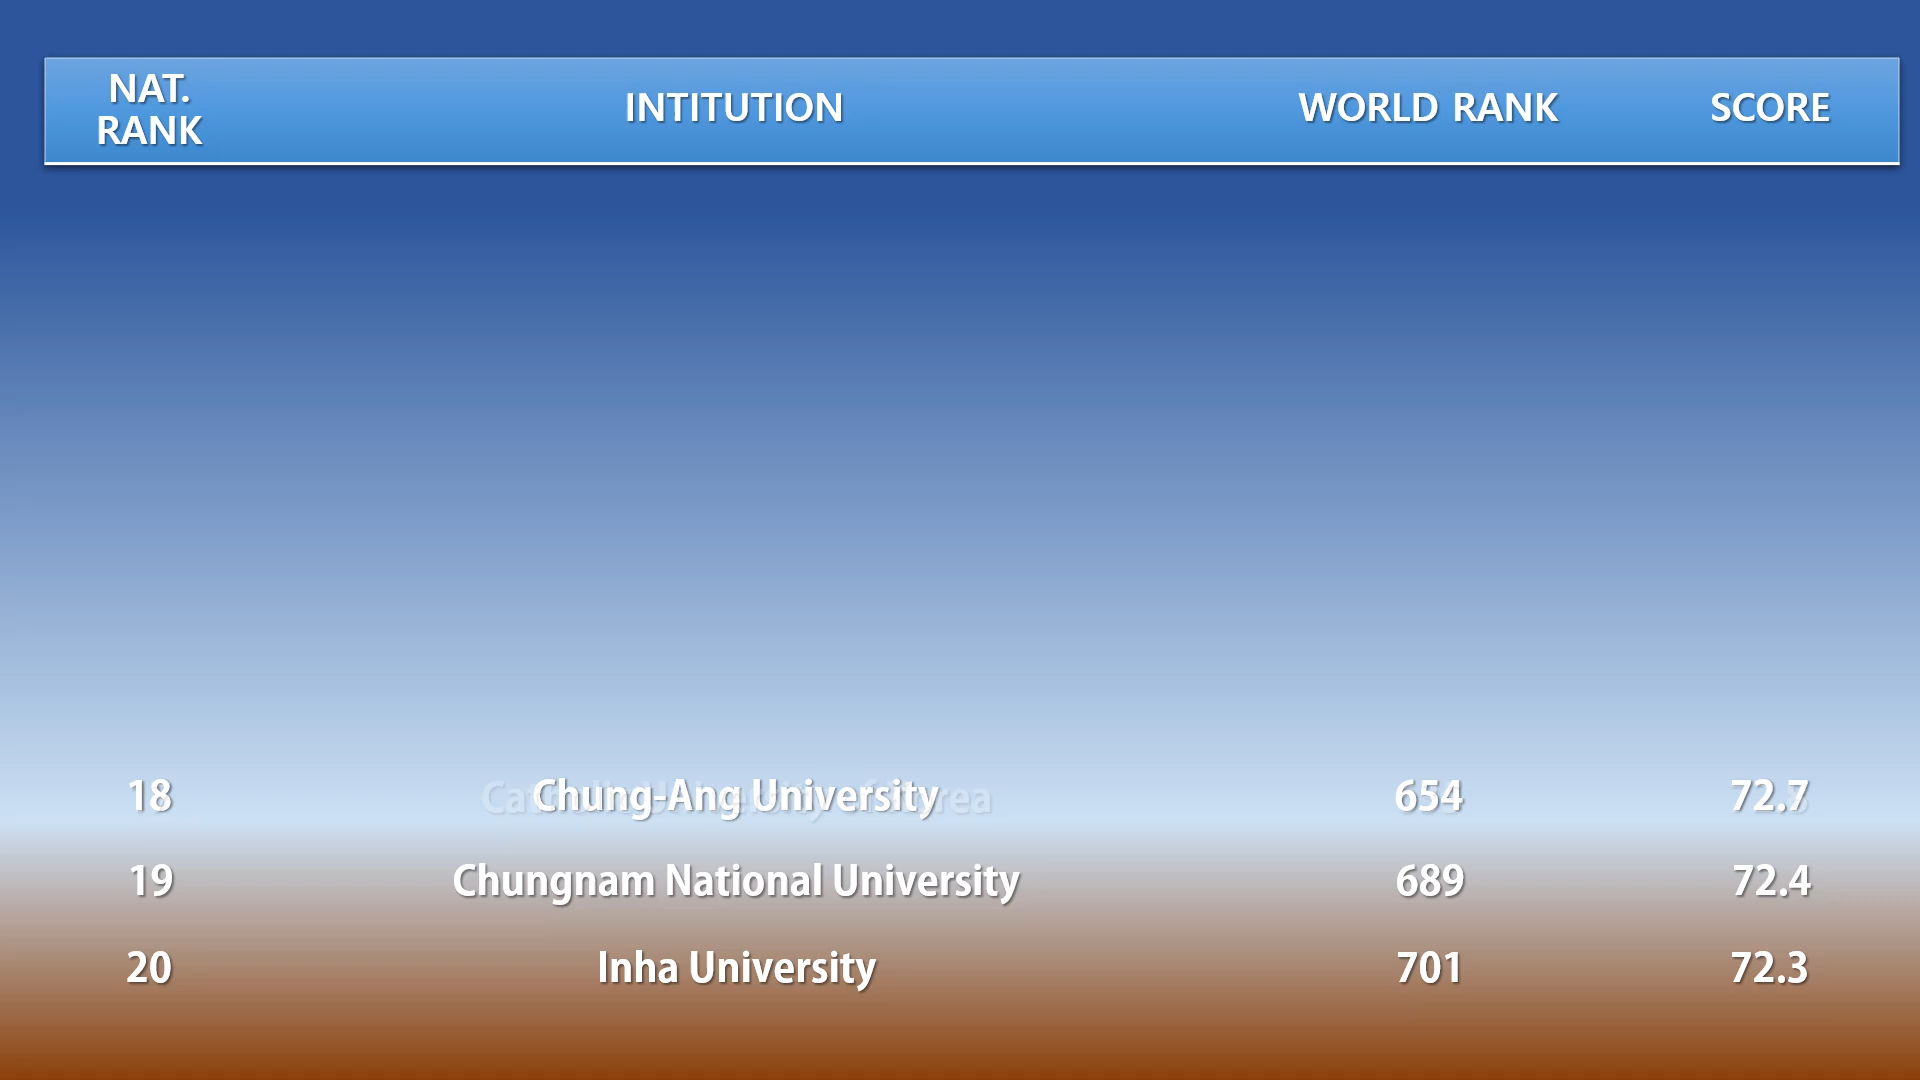 NAT.
RANK
INTITUTION
WORLD RANK
SCORE
18 Chung-Ang University 654 72.7
19 Chungnam National University 689 72.4
20 Inha University 701 72.3